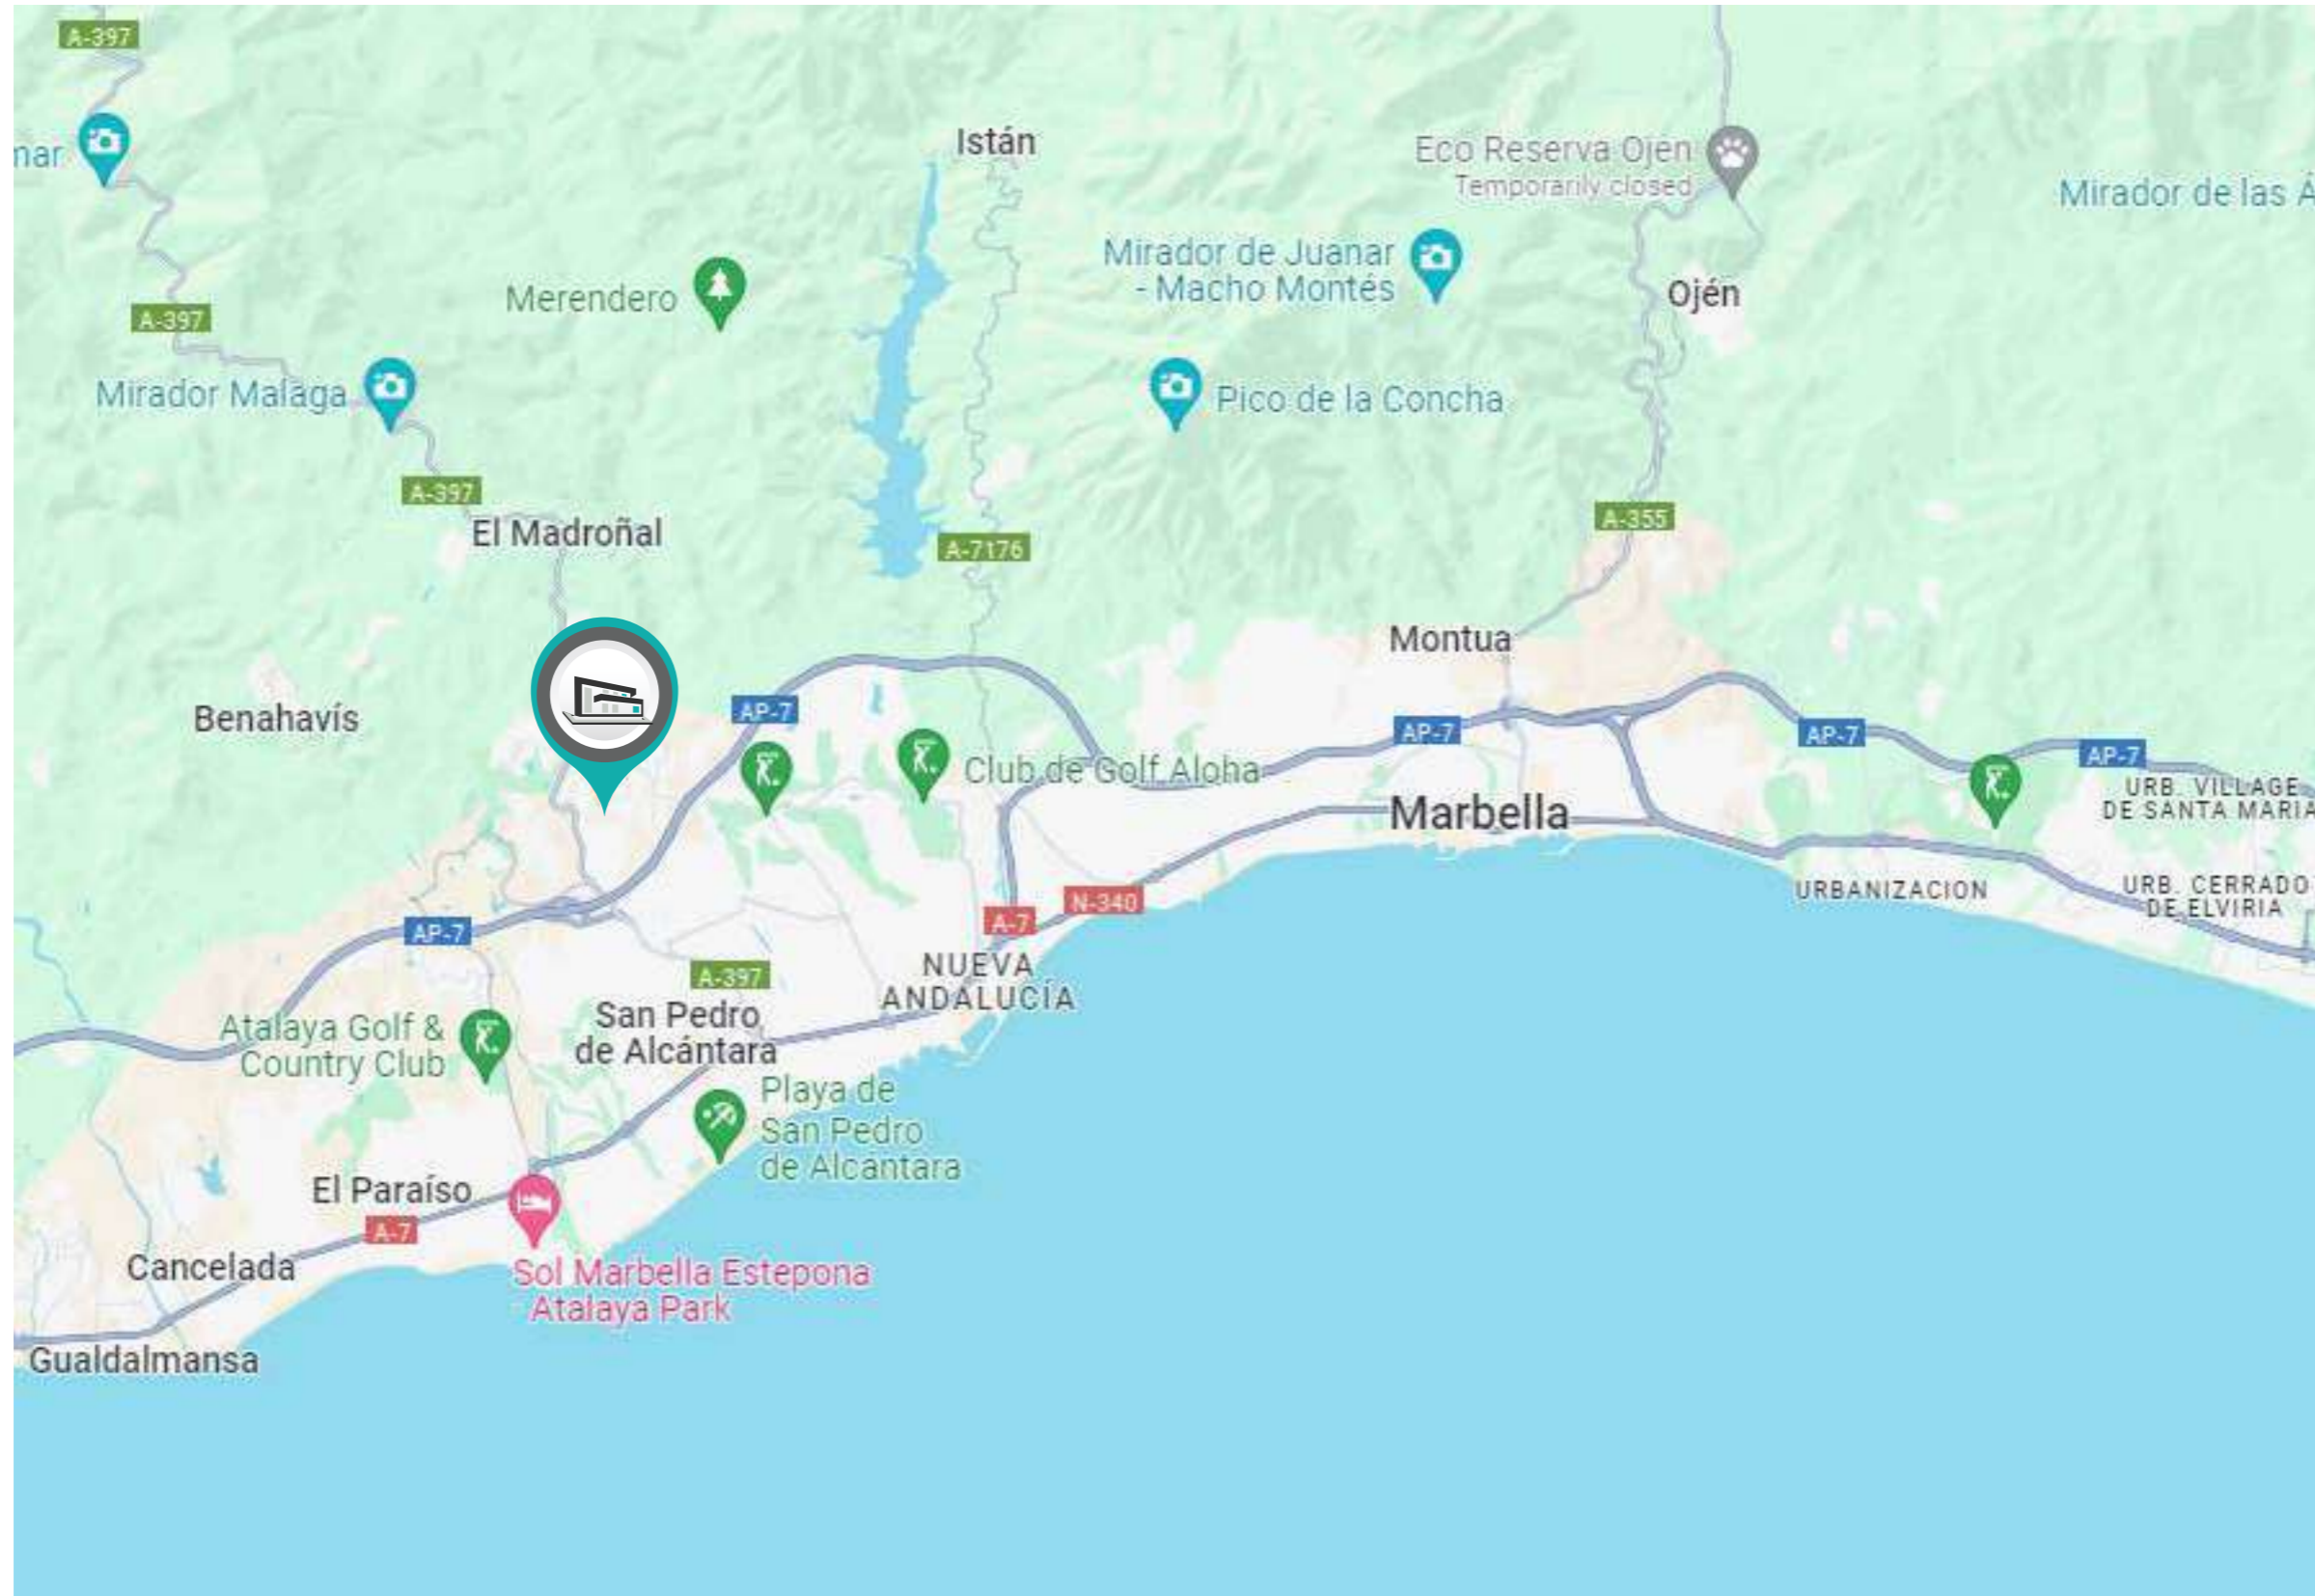 A-397
mar
Istán
Eco Reserva Ojen
Temporarily closed
Mirador de las Á
Mirador de Juanar
- Macho Montés
Merendero
Ojén
A-397
Mirador Malaga
Pico de la Concha
A-397
El Madroñal
A-355
A-7176
Montua
Benahavís
AP-7
AP-7
AP-7
AP-7
Club de Golf Aloha
URB. VILLAGE
DE SANTA MARIA
Marbella
URBANIZACION
URB. CERRADO
DE ELVIRIA
N-340
A-7
AP-7
NUEVA
ANDALUCÍA
A-397
San Pedro
de Alcántara
Atalaya Golf &
Country Club
Playa de
San Pedro
de Alcántara
El Paraíso
A-7
Cancelada
Sol Marbella Estepona
- Atalaya Park
Gualdalmansa